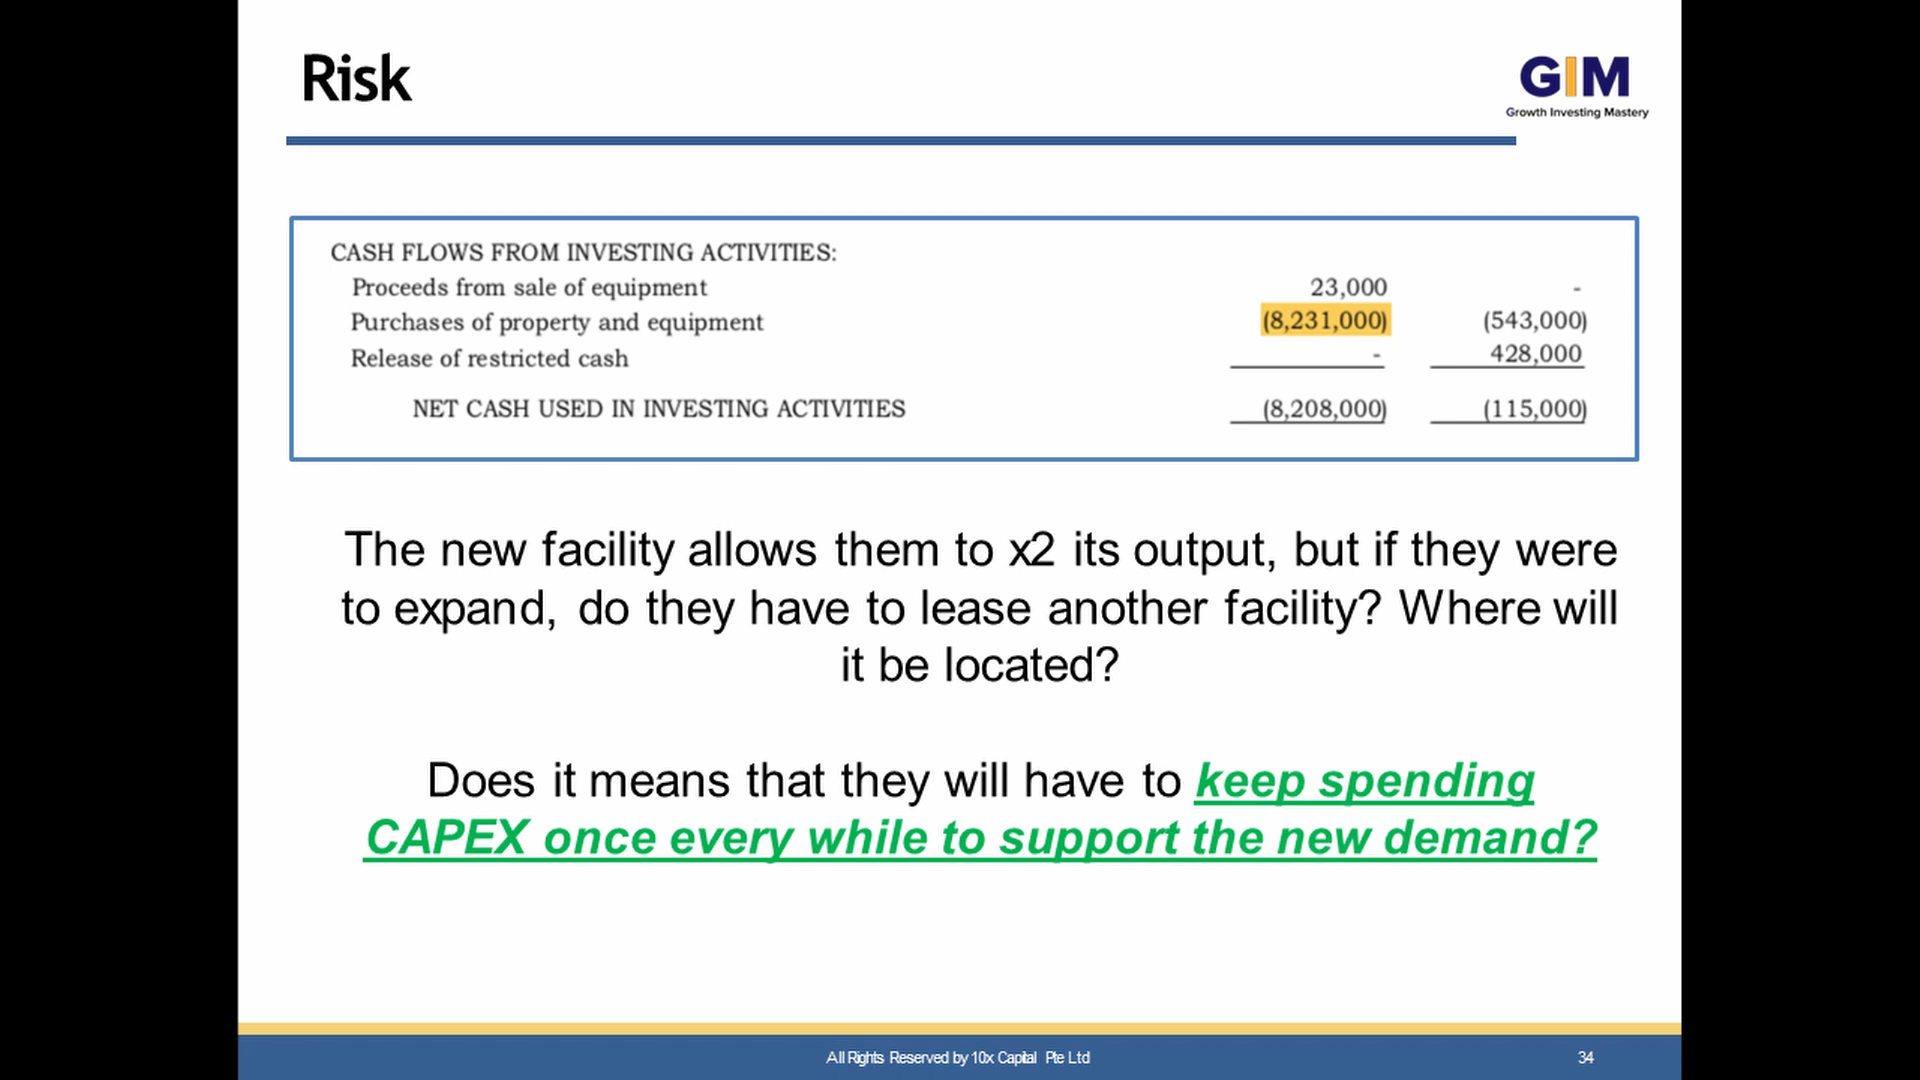 Risk
GIM
Growth Investing Mastery
CASH FLOWS FROM INVESTING ACTIVITIES:
Proceeds from sale of equipment 23,000 -
Purchases of property and equipment (8,231,000) (543,000)
Release of restricted cash - 428,000
NET CASH USED IN INVESTING ACTIVITIES (8,208,000) (115,000)
The new facility allows them to x2 its output, but if they were
to expand, do they have to lease another facility? Where will
it be located?
Does it means that they will have to keep spending
CAPEX once every while to support the new demand?
All Rights Reserved by 10x Capital Pte Ltd
34